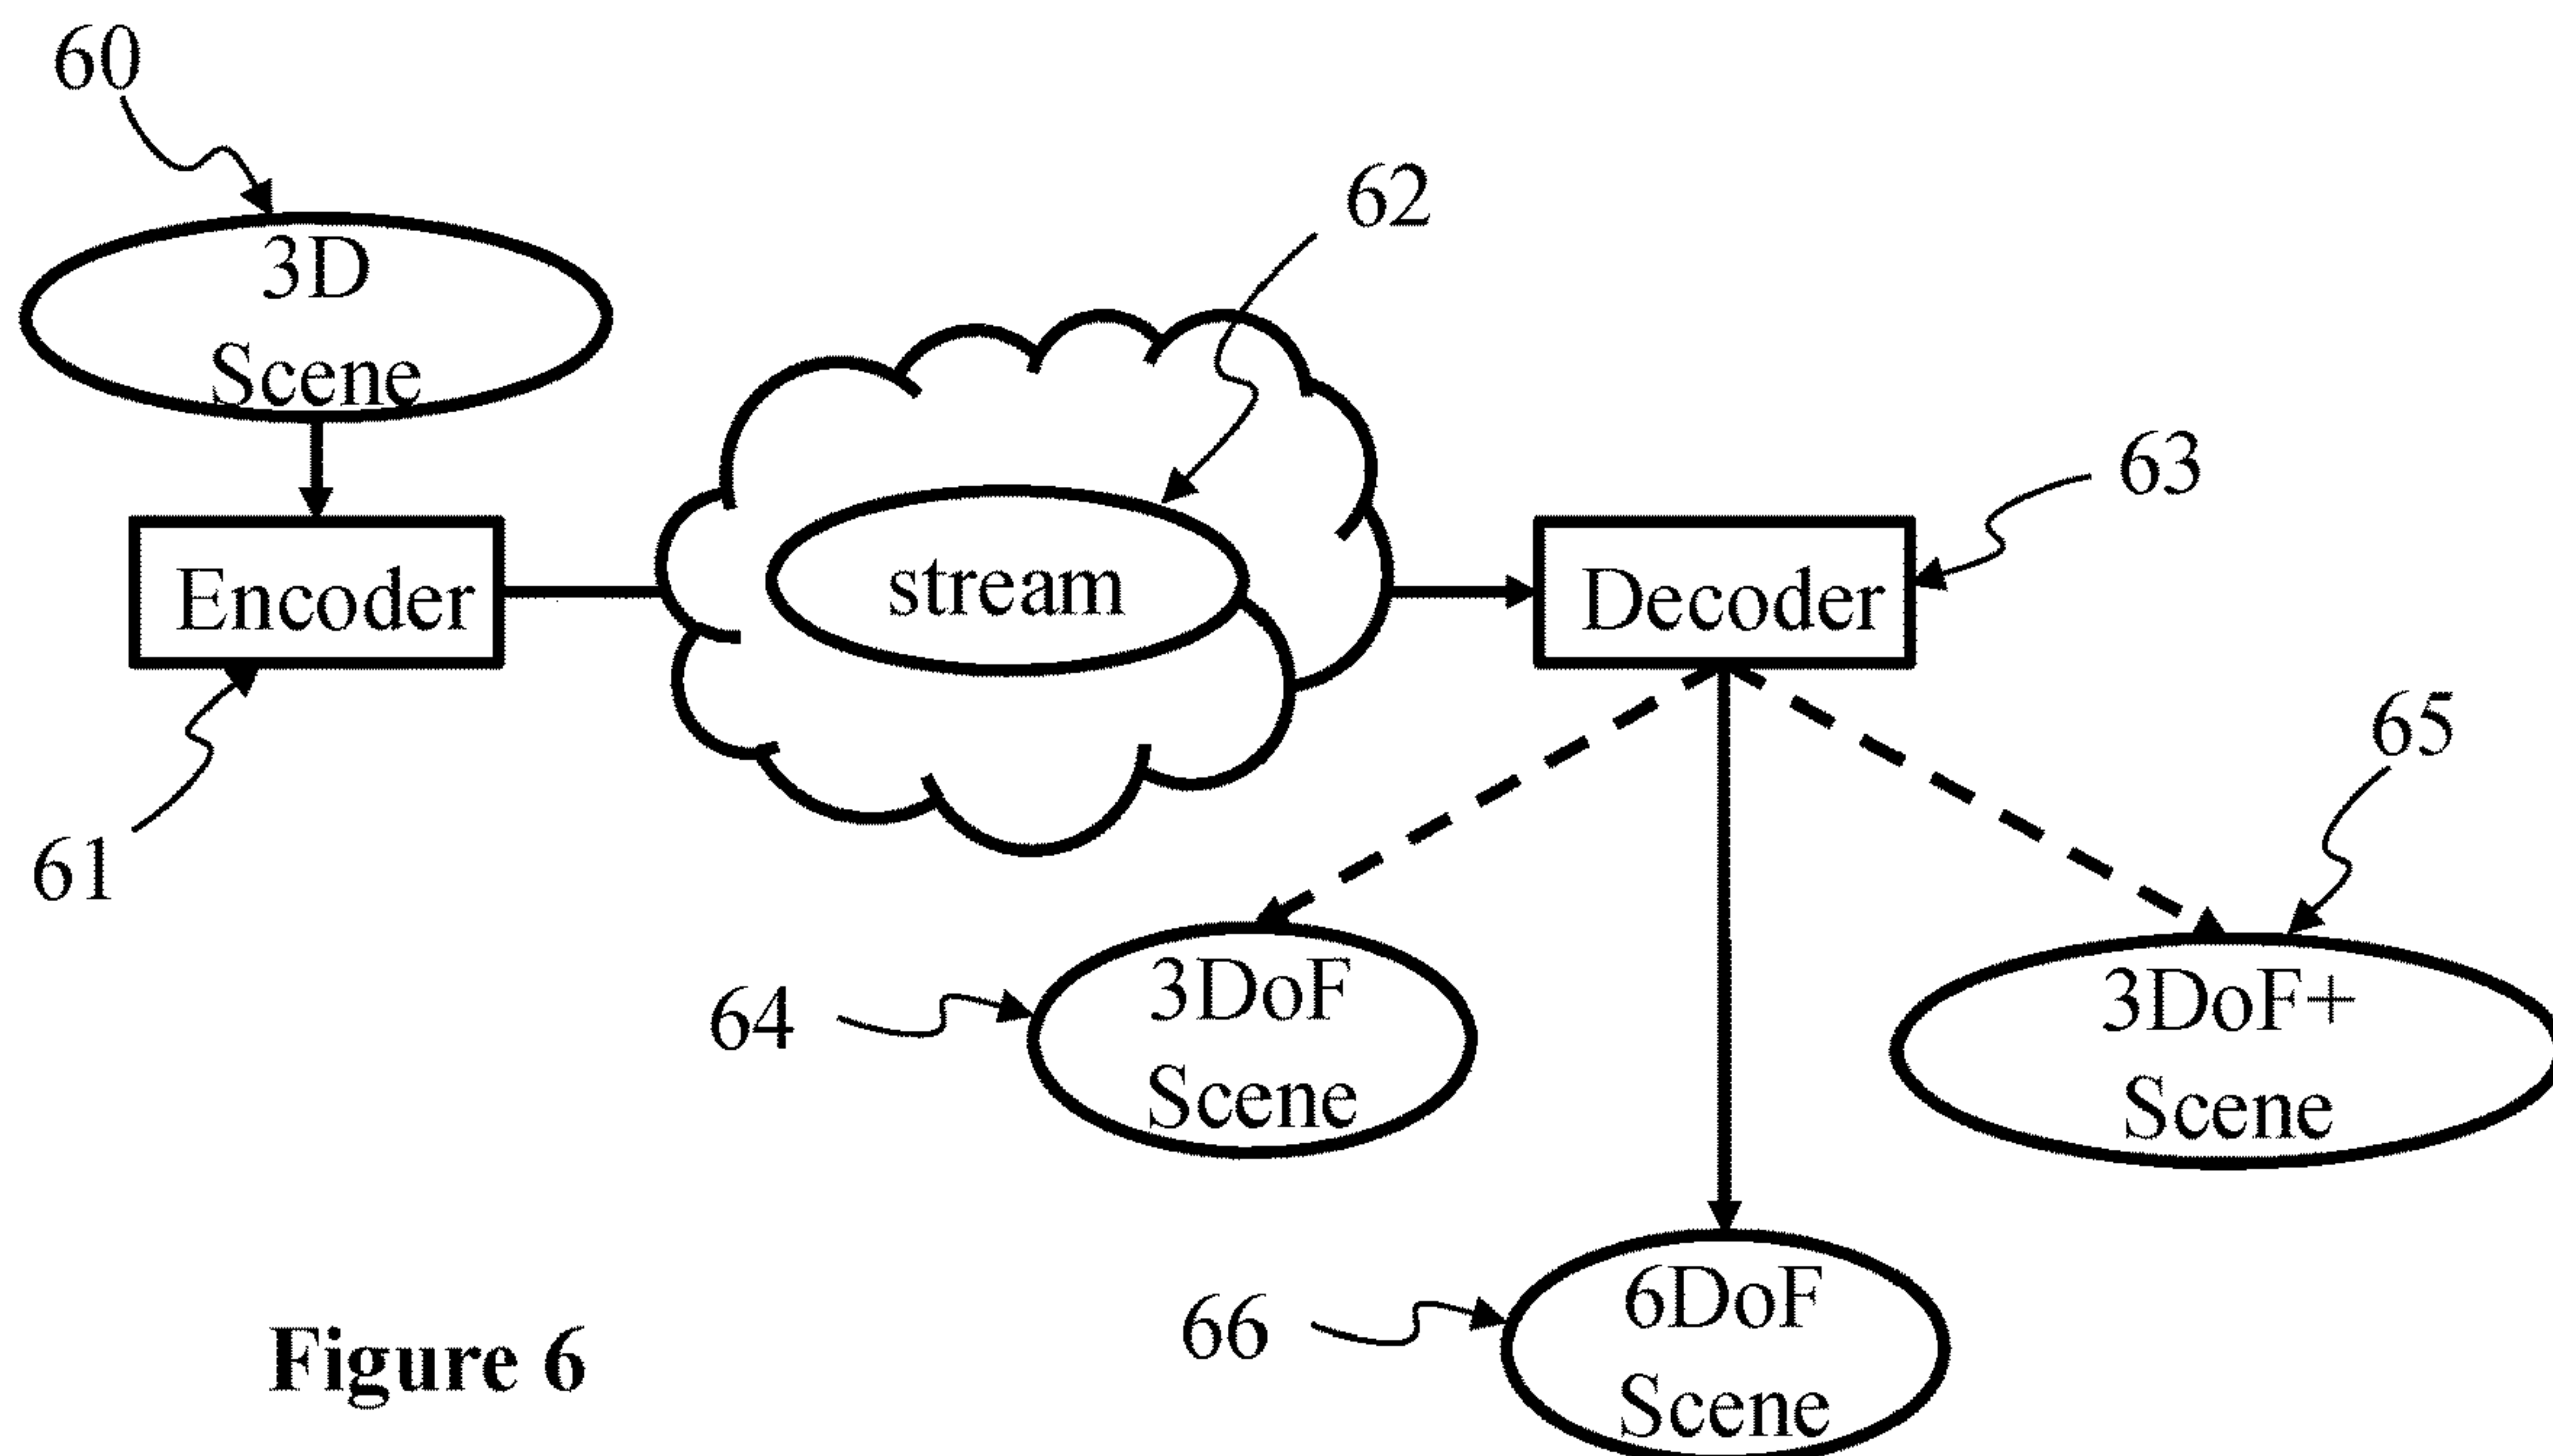 60
3D
Scene
62
63
Encoder
stream
Decoder
61
65
64
3DoF
Scene
3DoF+
Scene
66
6DoF
Scene
Figure 6